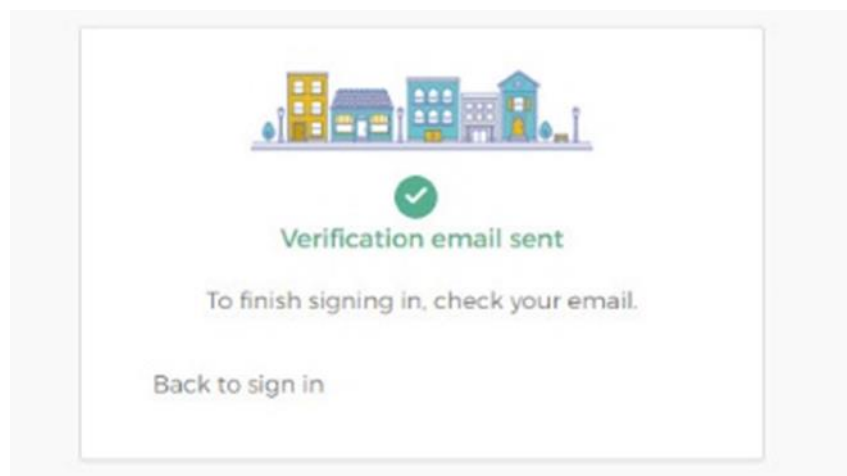 Verification email sent
To finish signing in, check your email.
Back to sign in